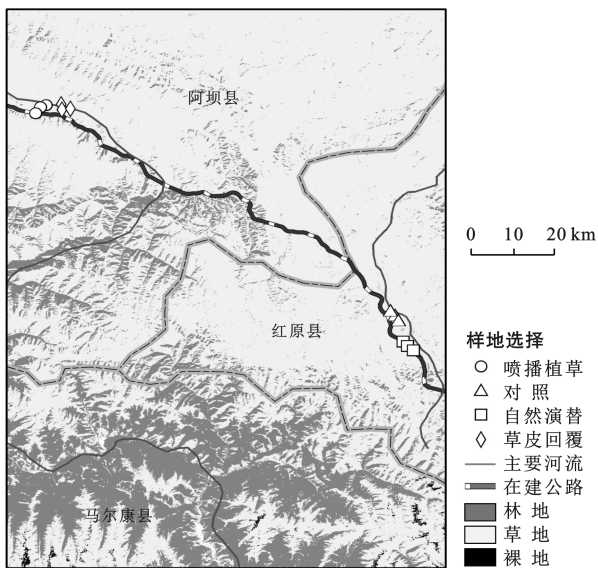 阿坝县
红原县
马尔康县
0 10 20 km
样地选择
喷播植草
对照
自然演替
草皮回覆
主要河流
在建公路
林地
草地
裸地